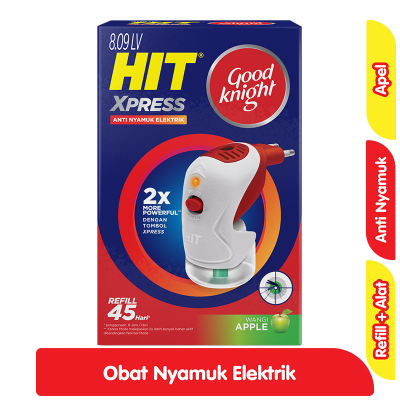 8.09 LV
HIT®
Good
knight
XPRESS
ANTI NYAMUK ELEKTRIK
2x
MORE
POWERFUL**
DENGAN
TOMBOL
XPRESS
HIT
REFILL
45 Hari*
WANGI
APPLE
Apel
Anti Nyamuk
Refill + Alat
Obat Nyamuk Elektrik